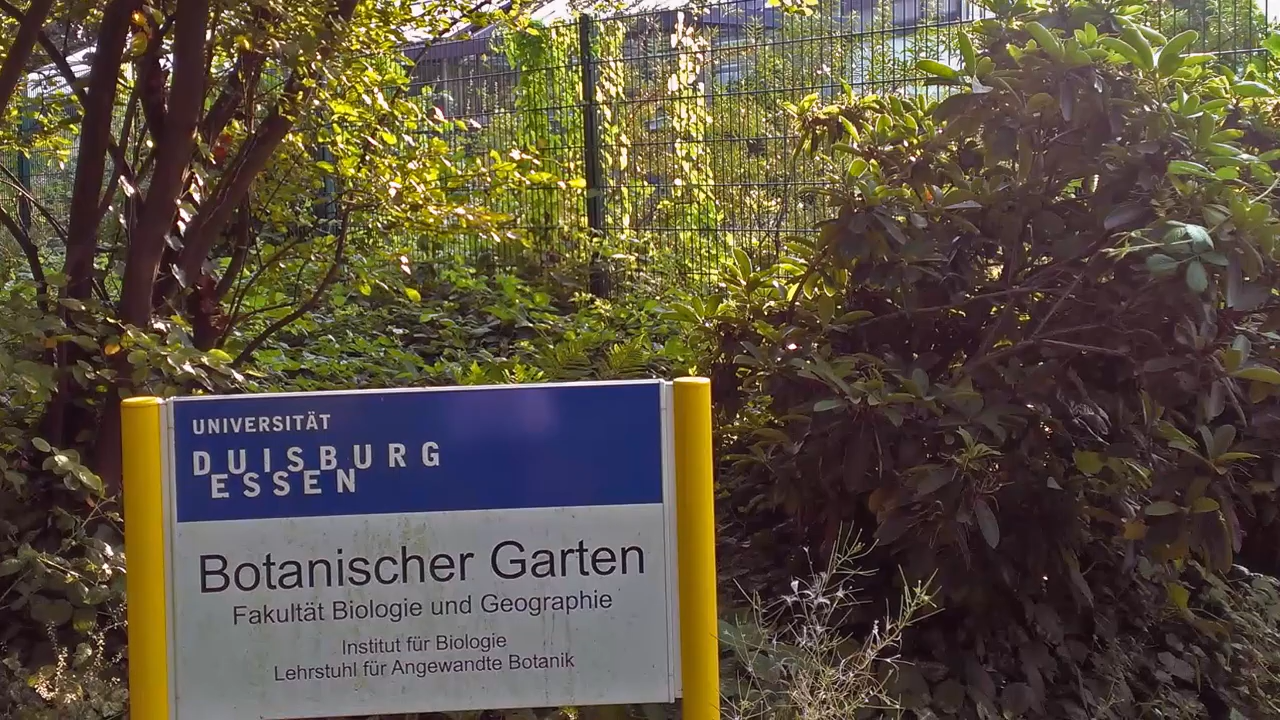 UNIVERSITÄT
DUISBURG
ESSEN
Botanischer Garten
Fakultät Biologie und Geographie
Institut für Biologie
Lehrstuhl für Angewandte Botanik